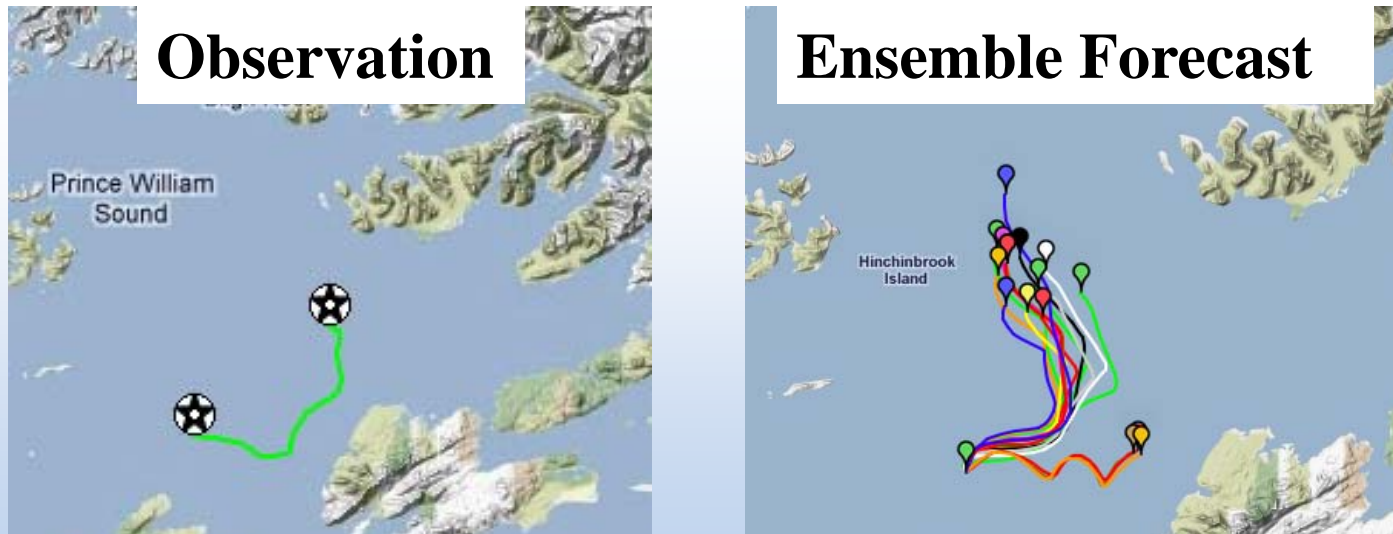 Observation
Ensemble Forecast
Prince William
Sound
Hinchinbrook
Island